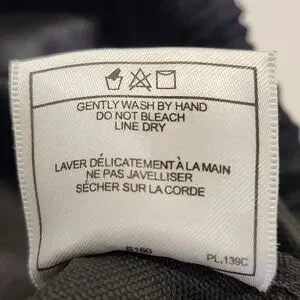 GENTLY WASH BY HAND
DO NOT BLEACH
LINE DRY
LAVER DÉLICATEMENT À LA MAIN
NE PAS JAVELLISER
SÉCHER SUR LA CORDE
PL.139C